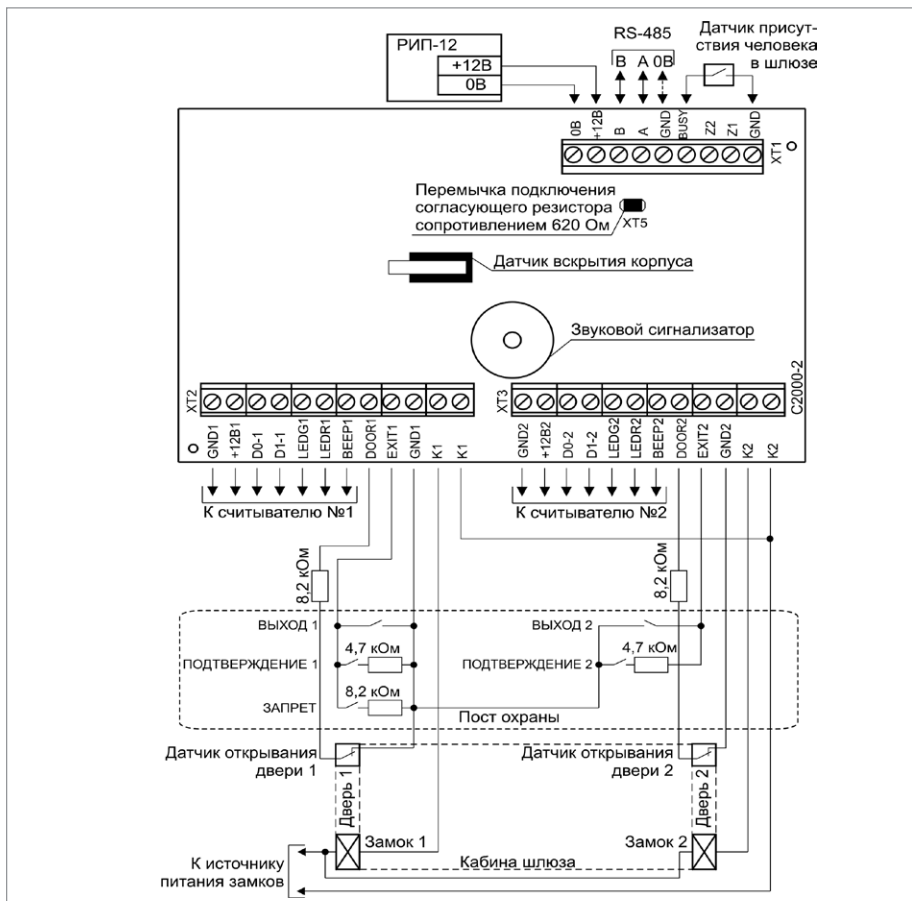 РИП-12
+12В
0В
RS-485
B A 0В
Датчик присут-
ствия человека
в шлюзе
0В
+12В
B
A
GND
BUSY
Z2
Z1
GND
XT1
Перемычка подключения
согласующего резистора
сопротивлением 620 Ом
XT5
Датчик вскрытия корпуса
Звуковой сигнализатор
XT2
XT3
С2000-2
GND1
+12В1
D0-1
D1-1
LEDG1
LEDR1
BEEP1
DOOR1
EXIT1
GND1
K1
K1
GND2
+12В2
D0-2
D1-2
LEDG2
LEDR2
BEEP2
DOOR2
EXIT2
GND2
K2
K2
К считывателю №1
К считывателю №2
8,2 кОм
8,2 кОм
ВЫХОД 1
ВЫХОД 2
4,7 кОм
4,7 кОм
ПОДТВЕРЖДЕНИЕ 1
ПОДТВЕРЖДЕНИЕ 2
8,2 кОм
ЗАПРЕТ
Пост охраны
Датчик открывания
двери 1
Датчик открывания
двери 2
Дверь 1
Дверь 2
Замок 1
Замок 2
Кабина шлюза
К источнику
питания замков